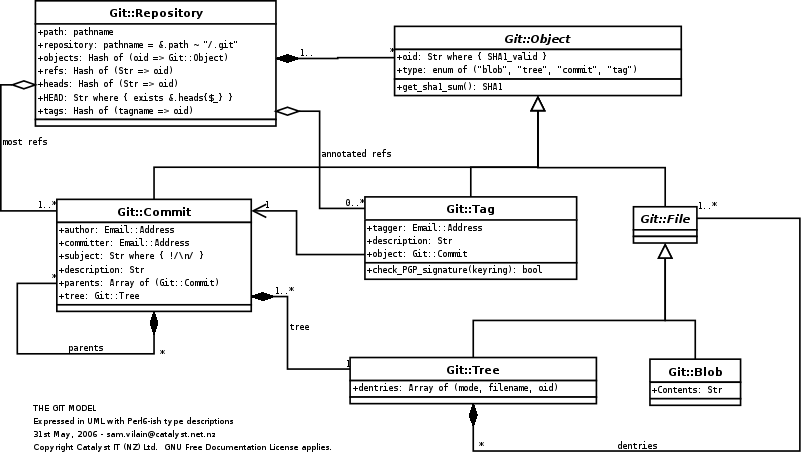 Git::Repository
+path: pathname
+repository: pathname = &.path ~ "/.git"
+objects: Hash of (oid => Git::Object)
+refs: Hash of (Str => oid)
+heads: Hash of (Str => oid)
+HEAD: Str where { exists &.heads{$_} }
+tags: Hash of (tagname => oid)
1..
*
Git::Object
+oid: Str where { SHA1_valid }
+type: enum of ("blob", "tree", "commit", "tag")
+get_sha1_sum(): SHA1
most refs
annotated refs
1..*
0..*
Git::Commit
+author: Email::Address
+committer: Email::Address
+subject: Str where { !/\n/ }
+description: Str
+parents: Array of (Git::Commit)
+tree: Git::Tree
1
Git::Tag
+tagger: Email::Address
+description: Str
+object: Git::Commit
+check_PGP_signature(keyring): bool
Git::File
1..*
*
parents
*
1..*
tree
1
Git::Tree
+dentries: Array of (mode, filename, oid)
Git::Blob
+Contents: Str
*
dentries
THE GIT MODEL
Expressed in UML with Perl6-ish type descriptions
31st May, 2006 - sam.vilain@catalyst.net.nz
Copyright Catalyst IT (NZ) Ltd. GNU Free Documentation License applies.